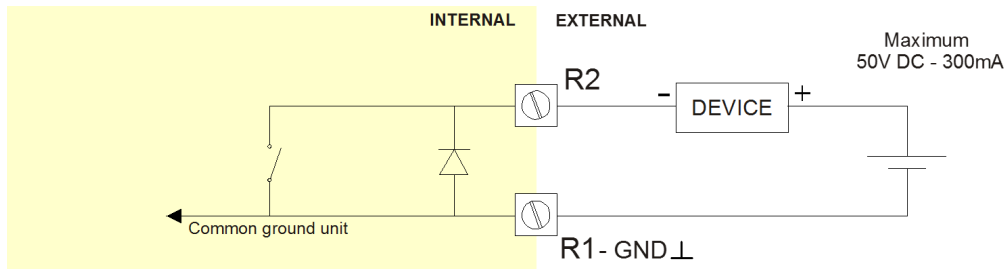 INTERNAL EXTERNAL
Maximum
50V DC - 300mA
R2
- DEVICE +
Common ground unit
R1 - GND ⊥